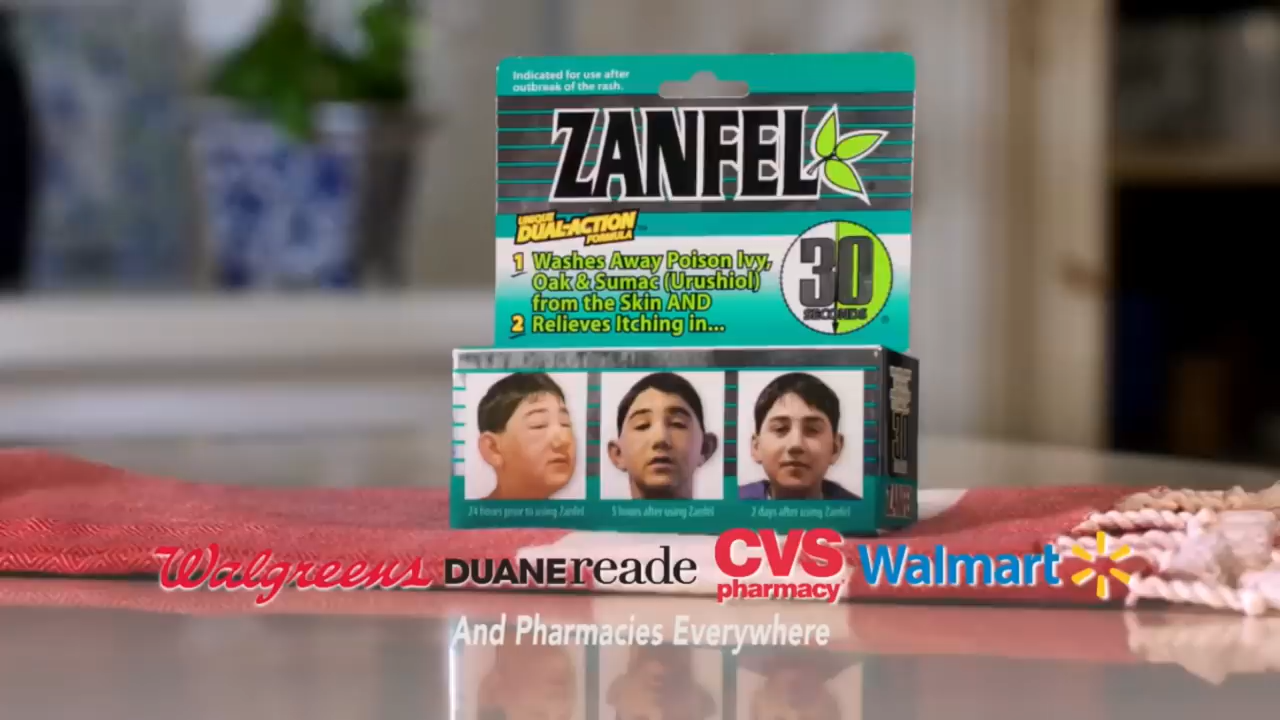 Indicated for use after
outbreak of the rash.
ZANFEL
UNIQUE
DUAL-ACTION
FORMULA
1 Washes Away Poison Ivy,
Oak & Sumac (Urushiol)
from the Skin AND
2 Relieves Itching in...
30
SECONDS
24 hours prior to using Zanfel
5 hours after using Zanfel
2 days after using Zanfel
30
ZANFEL
Walgreens DUANEreade CVS pharmacy Walmart
And Pharmacies Everywhere